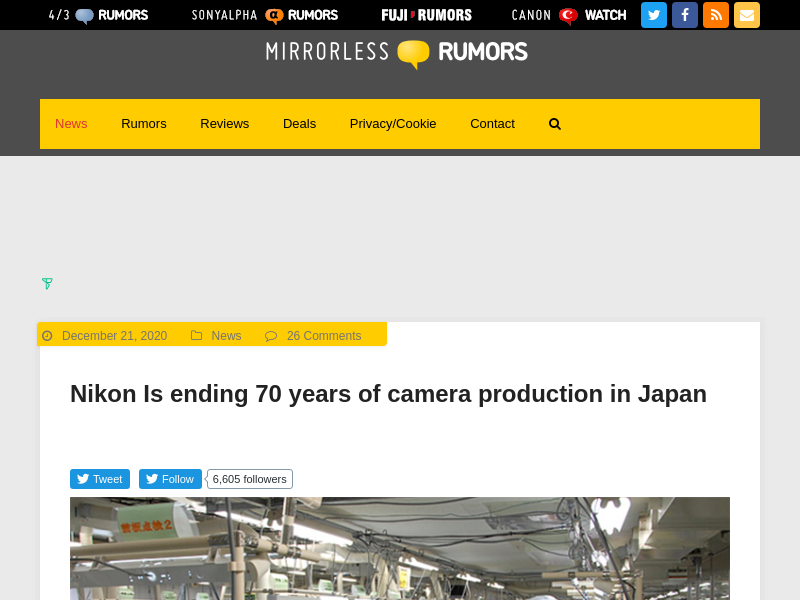 4/3 RUMORS SONYALPHA α RUMORS FUJI RUMORS CANON WATCH
MIRRORLESS RUMORS
News Rumors Reviews Deals Privacy/Cookie Contact
December 21, 2020 News 26 Comments
Nikon Is ending 70 years of camera production in Japan
Tweet Follow 6,605 followers